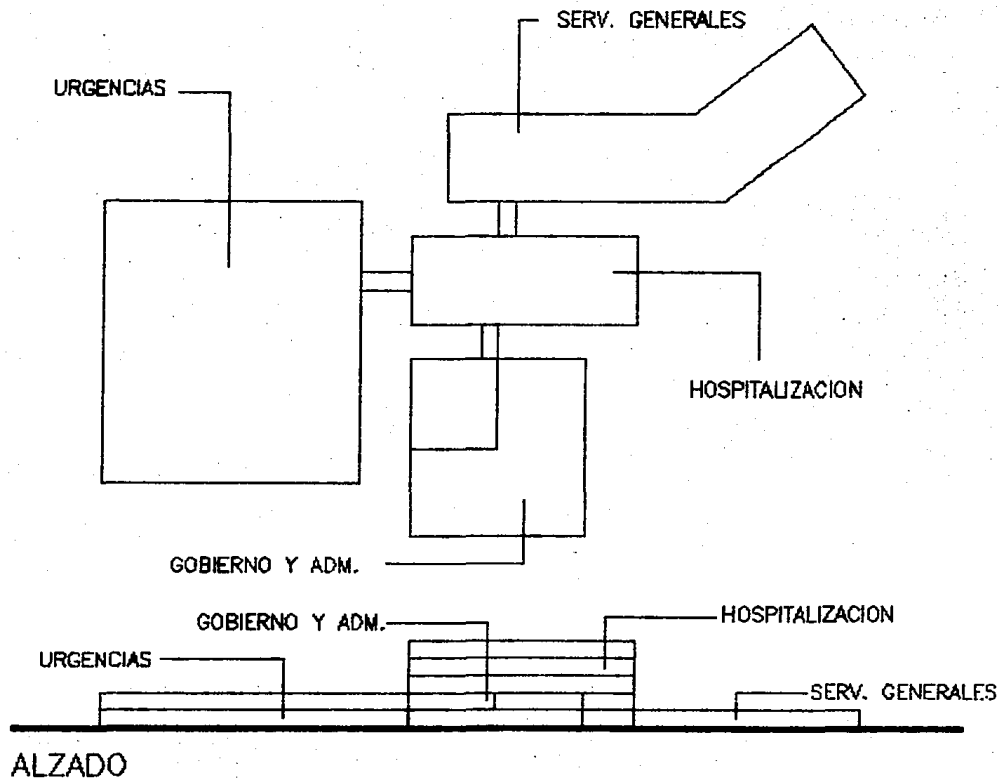 SERV. GENERALES
URGENCIAS
HOSPITALIZACION
GOBIERNO Y ADM.
GOBIERNO Y ADM.
HOSPITALIZACION
URGENCIAS
SERV. GENERALES
ALZADO